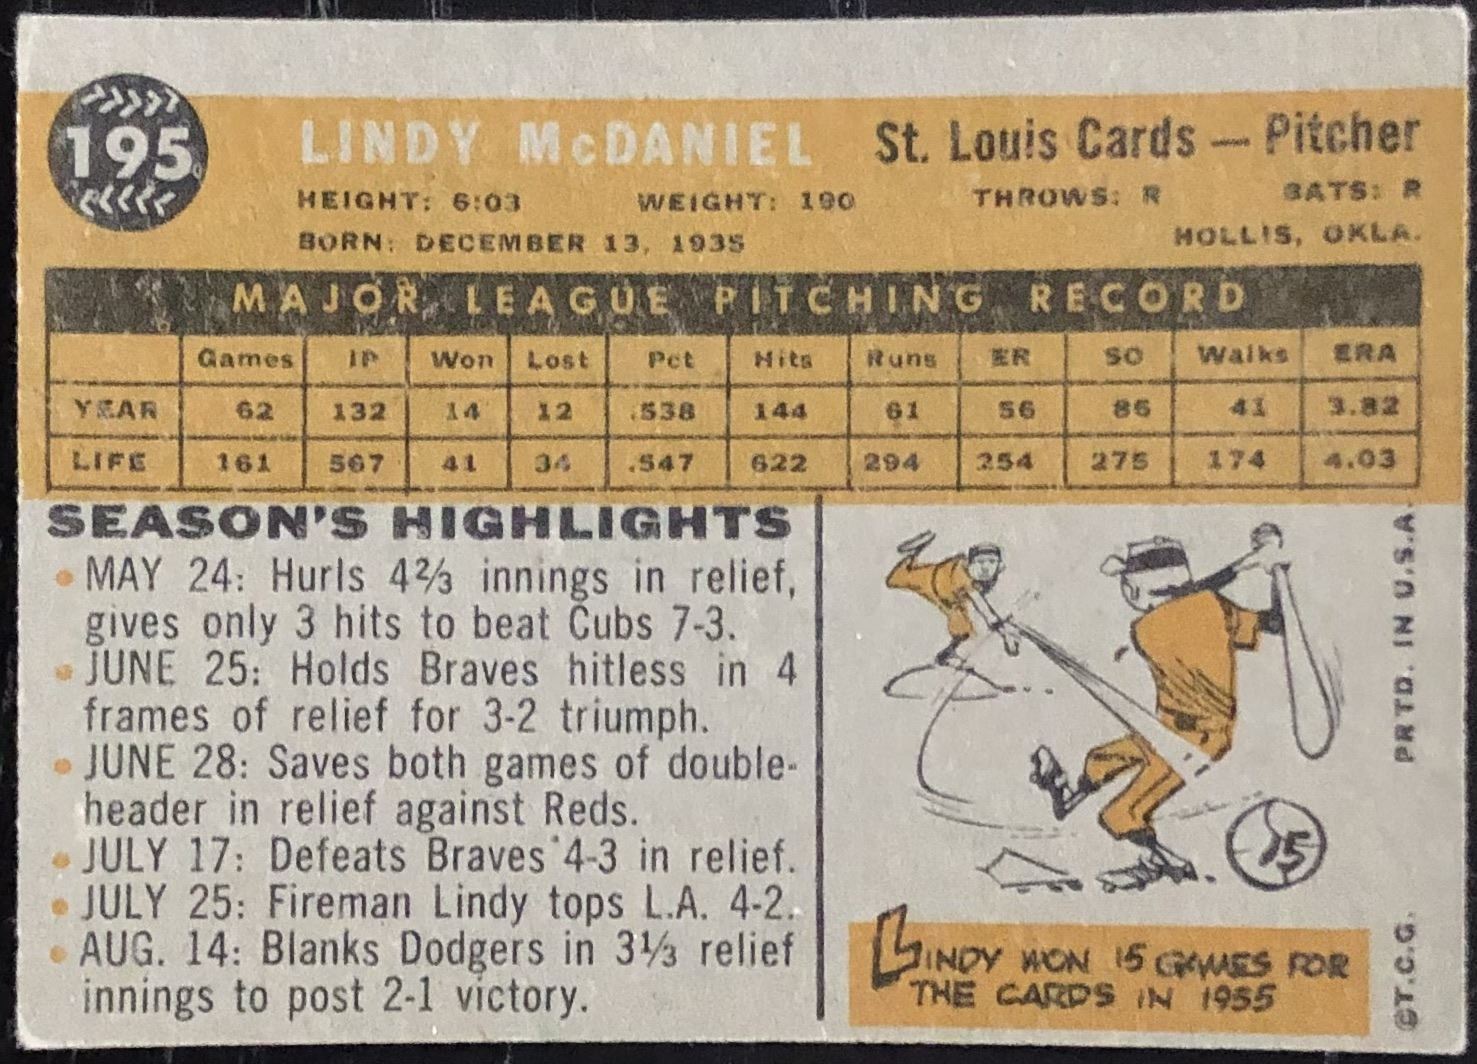 195
LINDY McDANIEL St. Louis Cards — Pitcher
HEIGHT: 6:03 WEIGHT: 190 THROWS: R BATS: R
BORN: DECEMBER 13, 1935 HOLLIS, OKLA.
MAJOR LEAGUE PITCHING RECORD
Games IP Won Lost Pct Hits Runs ER SO Walks ERA
YEAR 62 132 14 12 .538 144 61 56 86 41 3.82
LIFE 161 567 41 34 .547 622 294 254 275 174 4.03
SEASON'S HIGHLIGHTS
• MAY 24: Hurls 4⅔ innings in relief,
gives only 3 hits to beat Cubs 7-3.
• JUNE 25: Holds Braves hitless in 4
frames of relief for 3-2 triumph.
• JUNE 28: Saves both games of double-
header in relief against Reds.
• JULY 17: Defeats Braves 4-3 in relief.
• JULY 25: Fireman Lindy tops L.A. 4-2.
• AUG. 14: Blanks Dodgers in 3⅓ relief
innings to post 2-1 victory.
15
LINDY WON 15 GAMES FOR
THE CARDS IN 1955
©T.C.G. PRTD. IN U.S.A.